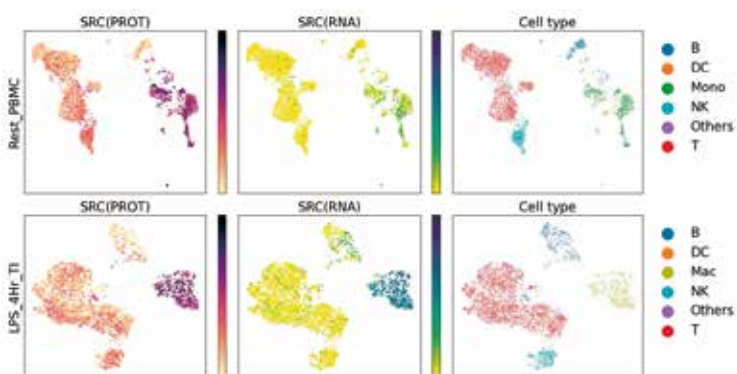 SRC(PROT)
SRC(RNA)
Cell type
Rest_PBMC
B
DC
Mono
NK
Others
T
SRC(PROT)
SRC(RNA)
Cell type
LPS_4Hr_TI
B
DC
Mac
NK
Others
T